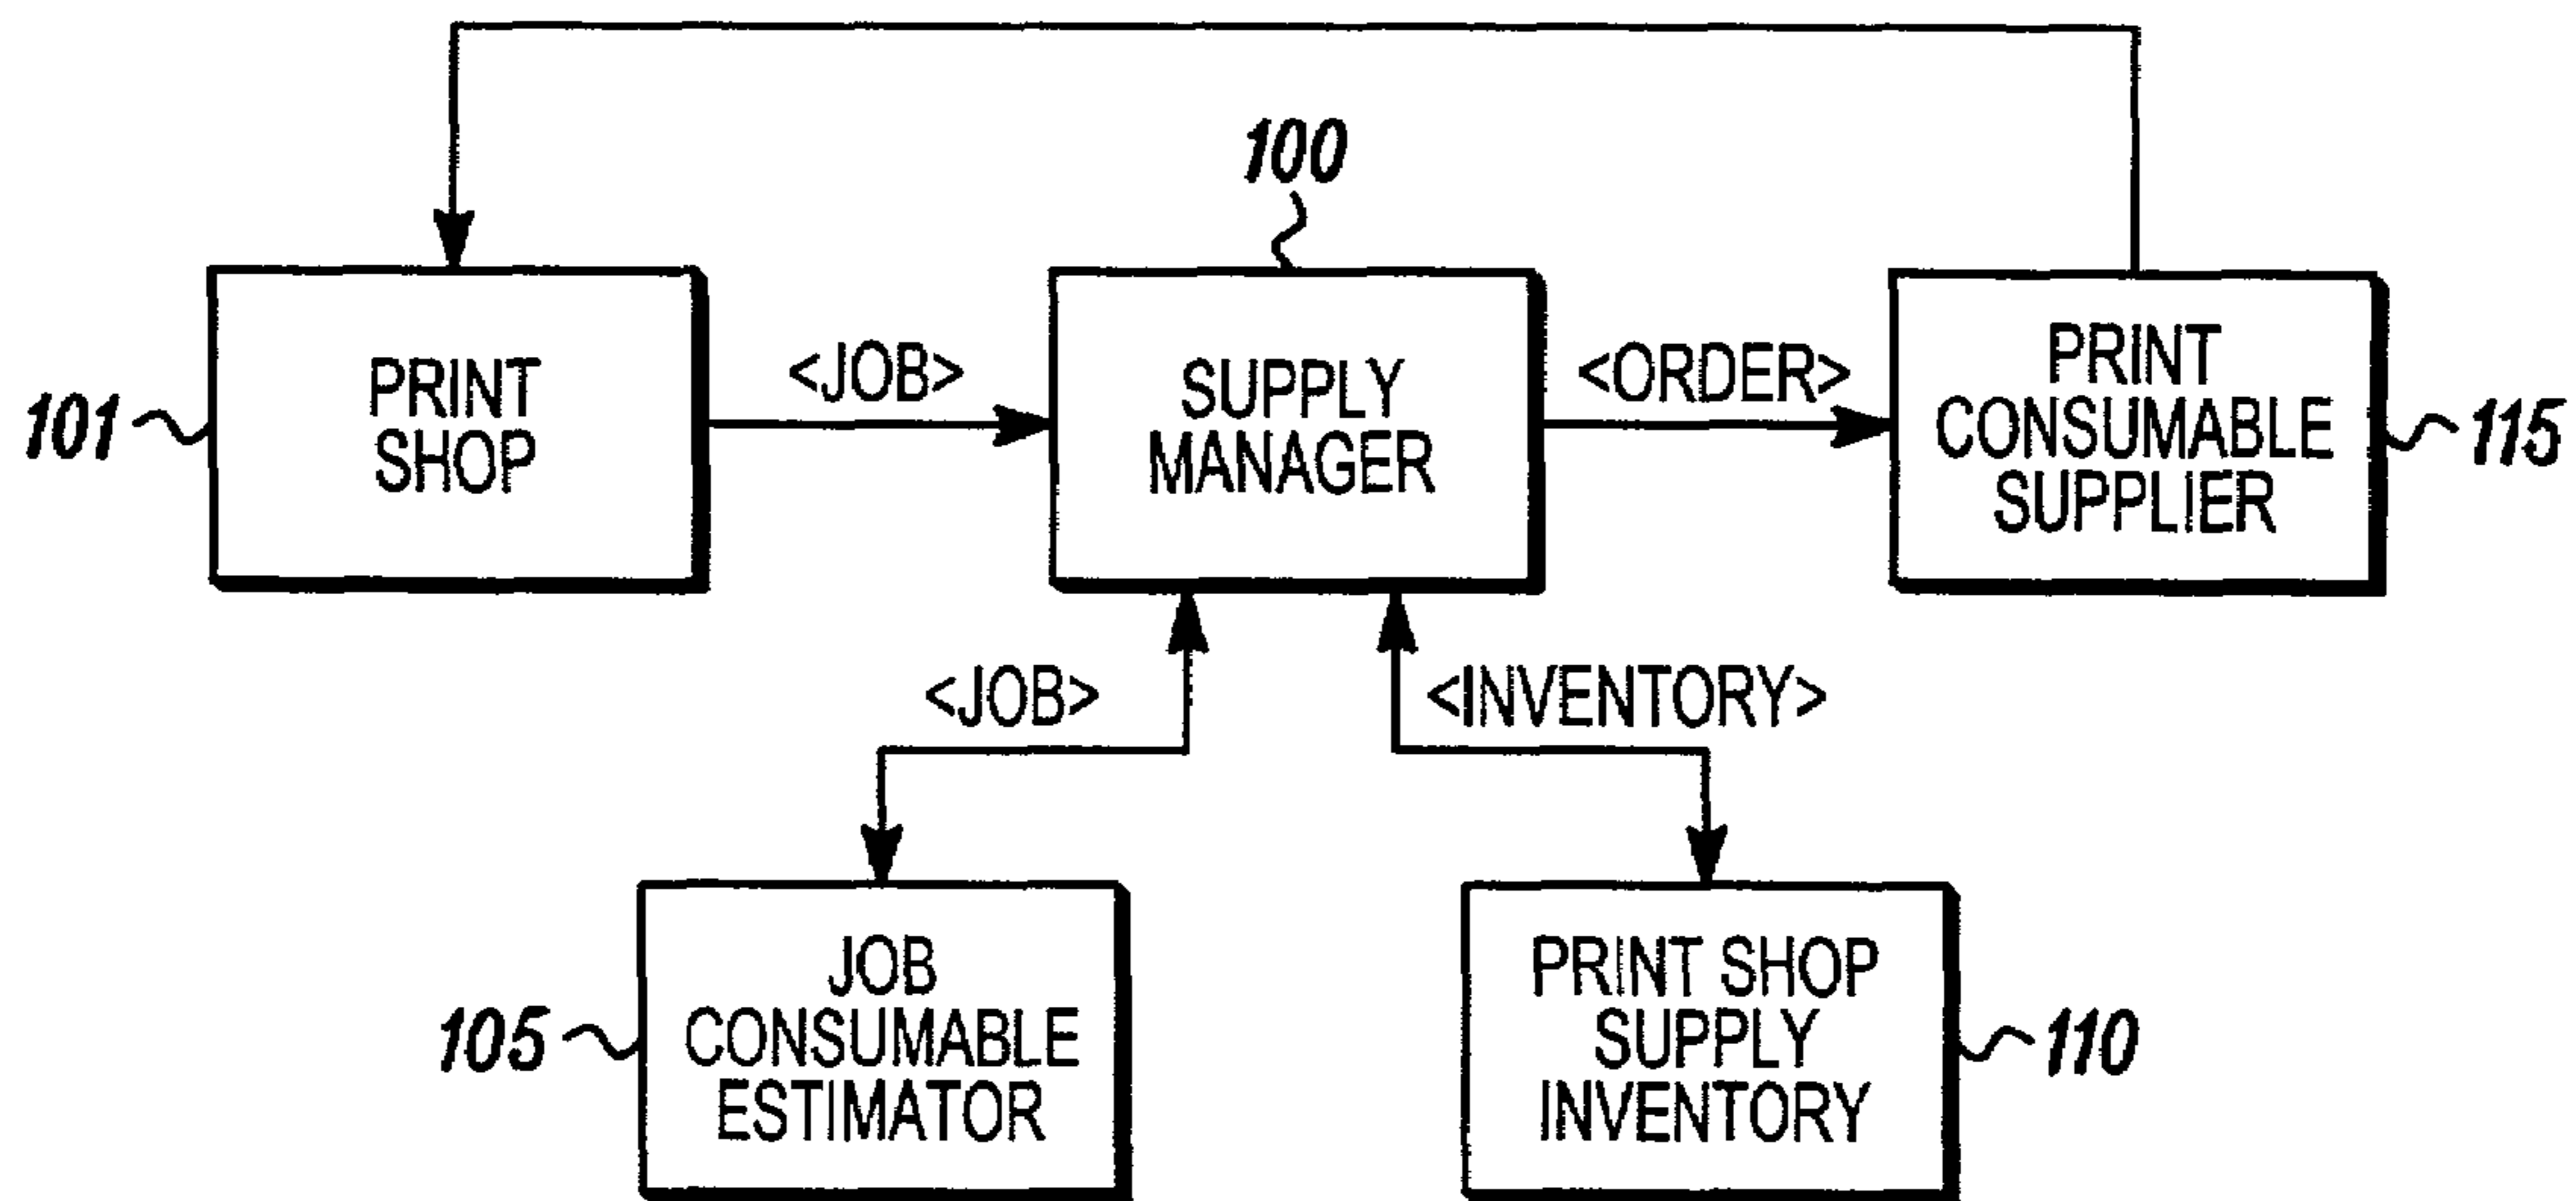 100
PRINT
SHOP
101
<JOB>
SUPPLY
MANAGER
<ORDER>
PRINT
CONSUMABLE
SUPPLIER
115
<JOB>
<INVENTORY>
JOB
CONSUMABLE
ESTIMATOR
105
PRINT SHOP
SUPPLY
INVENTORY
110